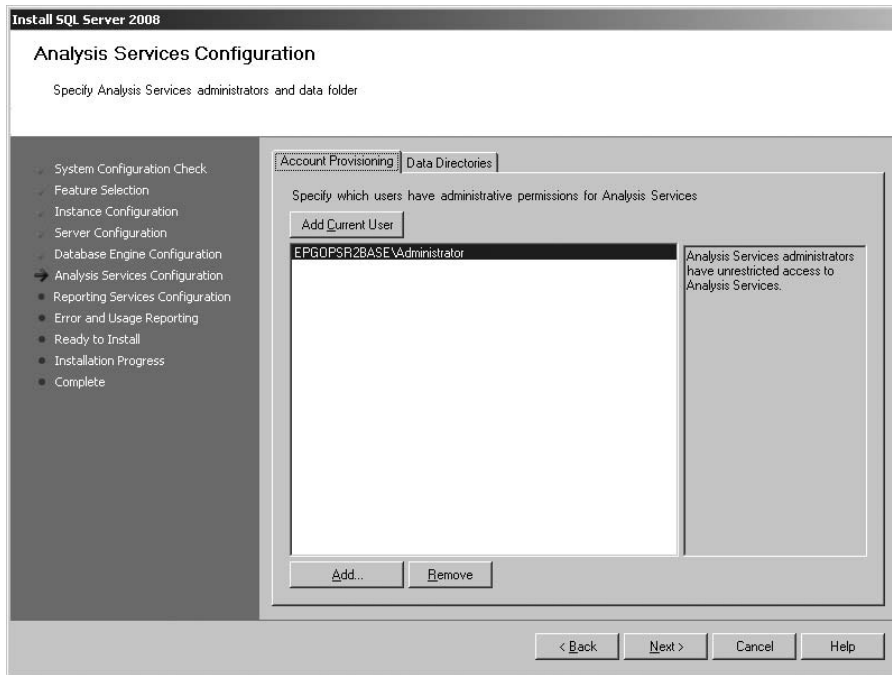 Install SQL Server 2008
Analysis Services Configuration
Specify Analysis Services administrators and data folder
System Configuration Check
Feature Selection
Instance Configuration
Server Configuration
Database Engine Configuration
Analysis Services Configuration
Reporting Services Configuration
Error and Usage Reporting
Ready to Install
Installation Progress
Complete
Account Provisioning Data Directories
Specify which users have administrative permissions for Analysis Services
Add Current User
EPGOPSR2BASE\Administrator
Analysis Services administrators
have unrestricted access to
Analysis Services.
Add... Remove
< Back Next > Cancel Help